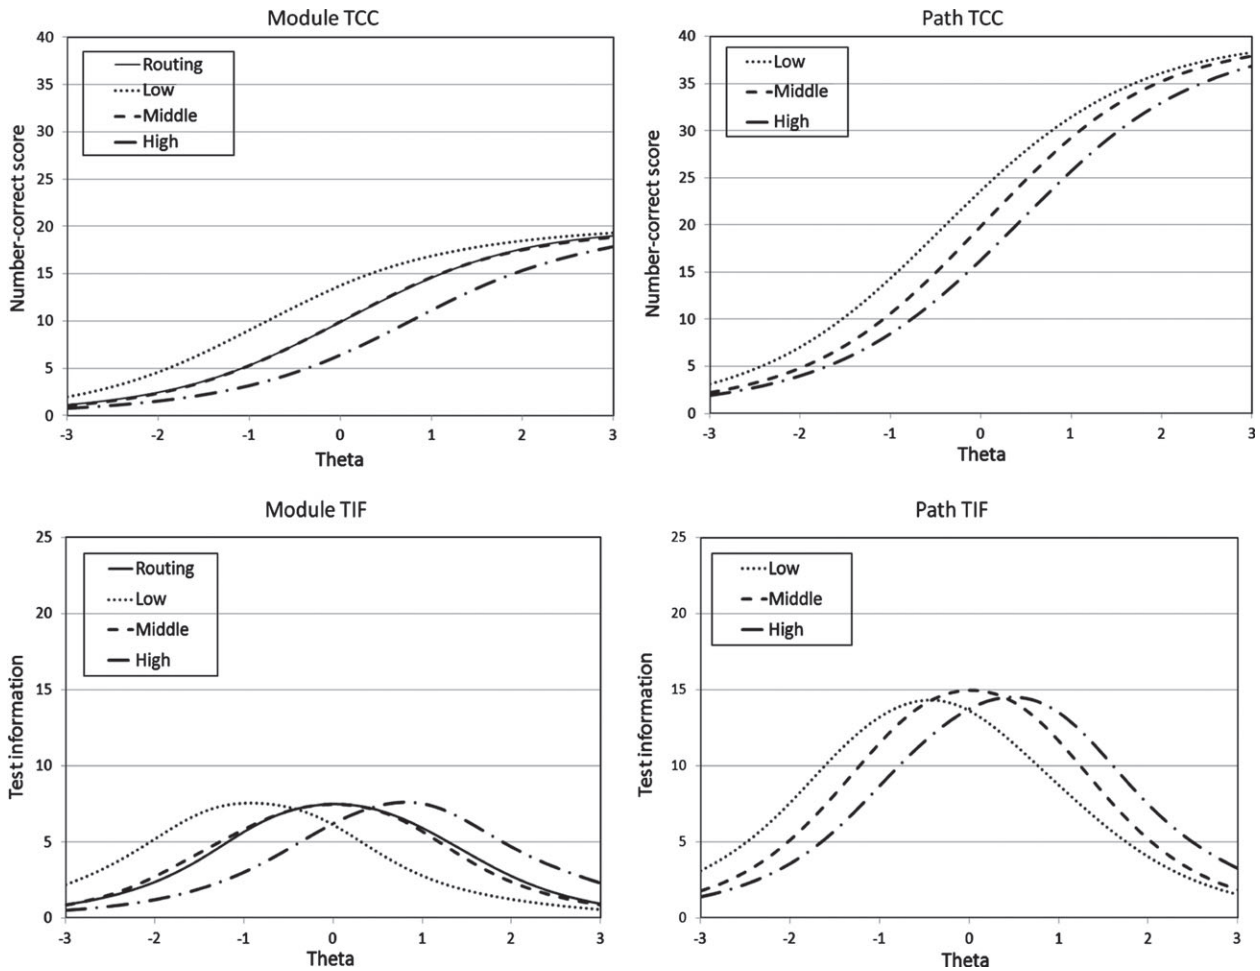 Module TCC
Number-correct score
40
35
30
25
20
15
10
5
0
Routing
Low
Middle
High
-3 -2 -1 0 1 2 3
Theta
Path TCC
Number-correct score
40
35
30
25
20
15
10
5
0
Low
Middle
High
-3 -2 -1 0 1 2 3
Theta
Module TIF
Test information
25
20
15
10
5
0
Routing
Low
Middle
High
-3 -2 -1 0 1 2 3
Theta
Path TIF
Test information
25
20
15
10
5
0
Low
Middle
High
-3 -2 -1 0 1 2 3
Theta